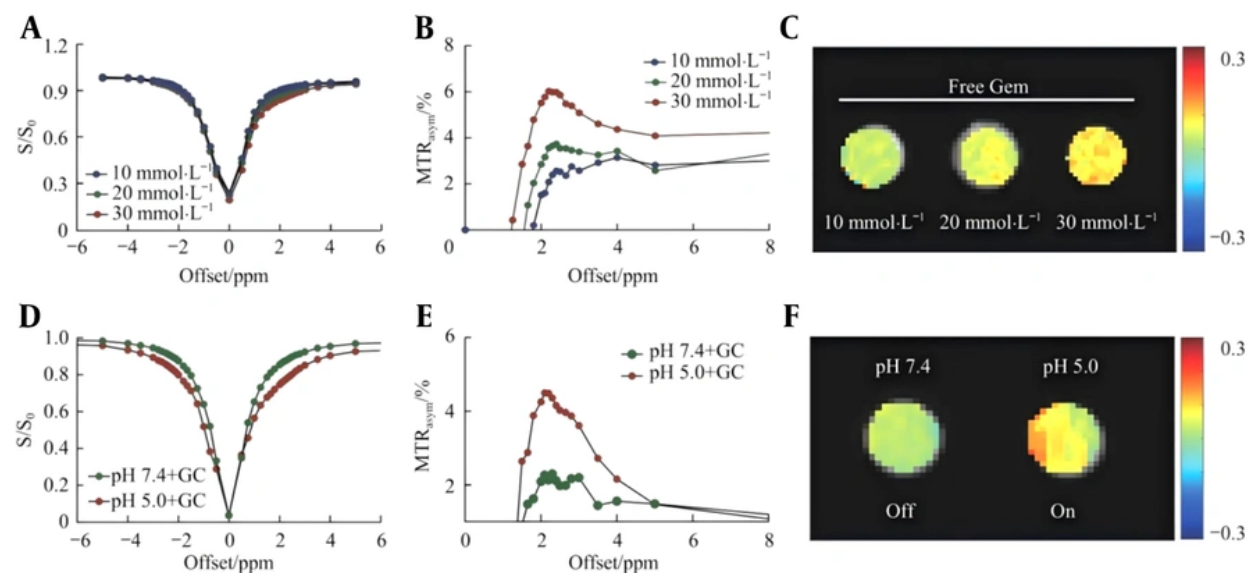 A
1.2
0.9
0.6
0.3
0
S/S₀
10 mmol·L⁻¹
20 mmol·L⁻¹
30 mmol·L⁻¹
−6 −4 −2 0 2 4 6
Offset/ppm
B
8
6
4
2
MTRasym/%
10 mmol·L⁻¹
20 mmol·L⁻¹
30 mmol·L⁻¹
0 2 4 6 8
Offset/ppm
C
Free Gem
10 mmol·L⁻¹ 20 mmol·L⁻¹ 30 mmol·L⁻¹
0.3
−0.3
D
1.0
0.8
0.6
0.4
0.2
0
S/S₀
pH 7.4+GC
pH 5.0+GC
−6 −4 −2 0 2 4 6
Offset/ppm
E
6
4
2
MTRasym/%
pH 7.4+GC
pH 5.0+GC
0 2 4 6 8
Offset/ppm
F
pH 7.4 pH 5.0
Off On
0.3
−0.3